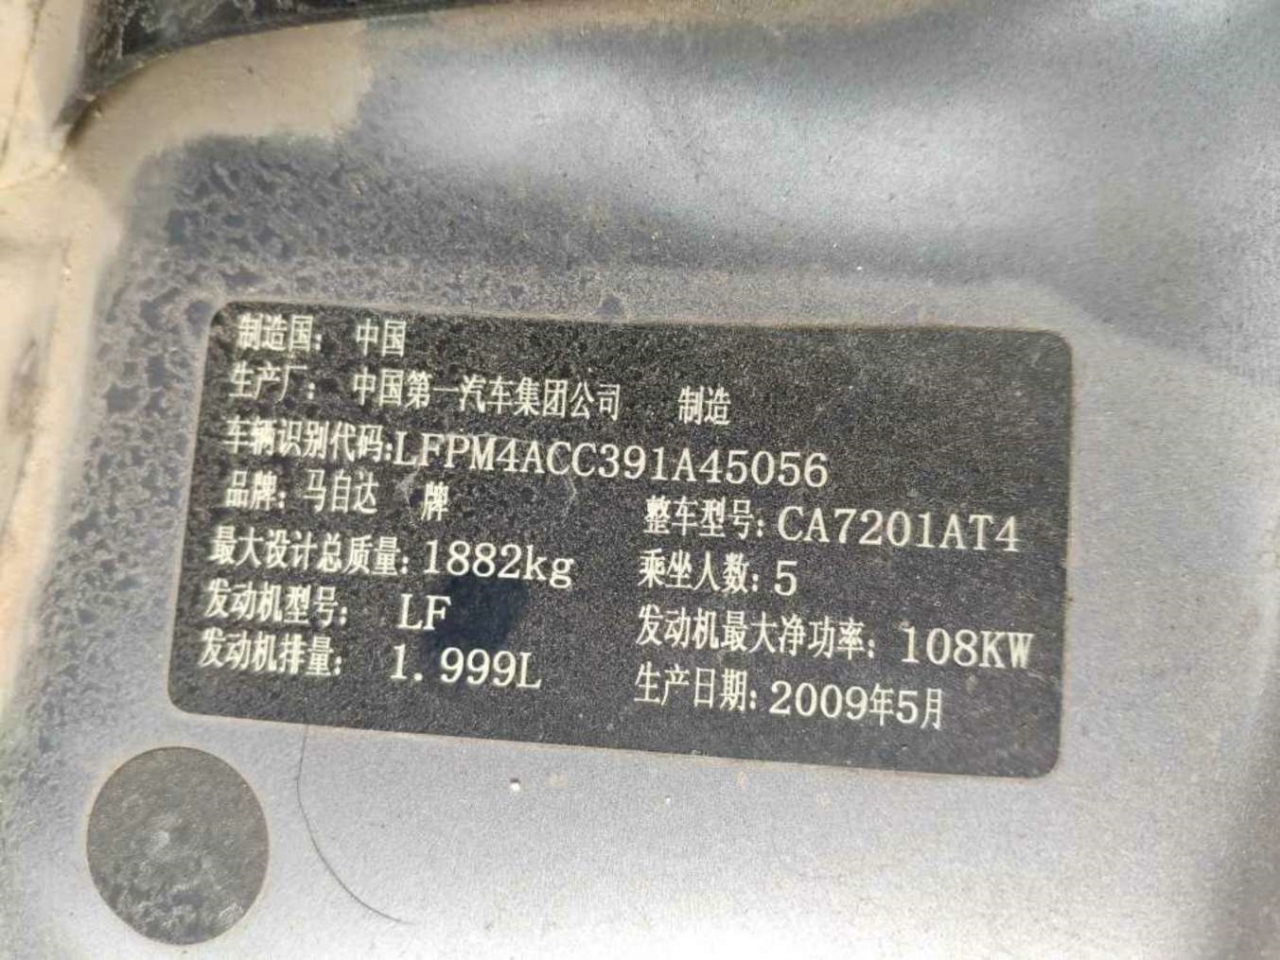 制造国： 中国
生产厂： 中国第一汽车集团公司 制造
车辆识别代码:LFPM4ACC391A45056
品牌：马自达 牌 整车型号：CA7201AT4
最大设计总质量：1882kg 乘坐人数：5
发动机型号： LF 发动机最大净功率：108KW
发动机排量： 1.999L 生产日期：2009年5月